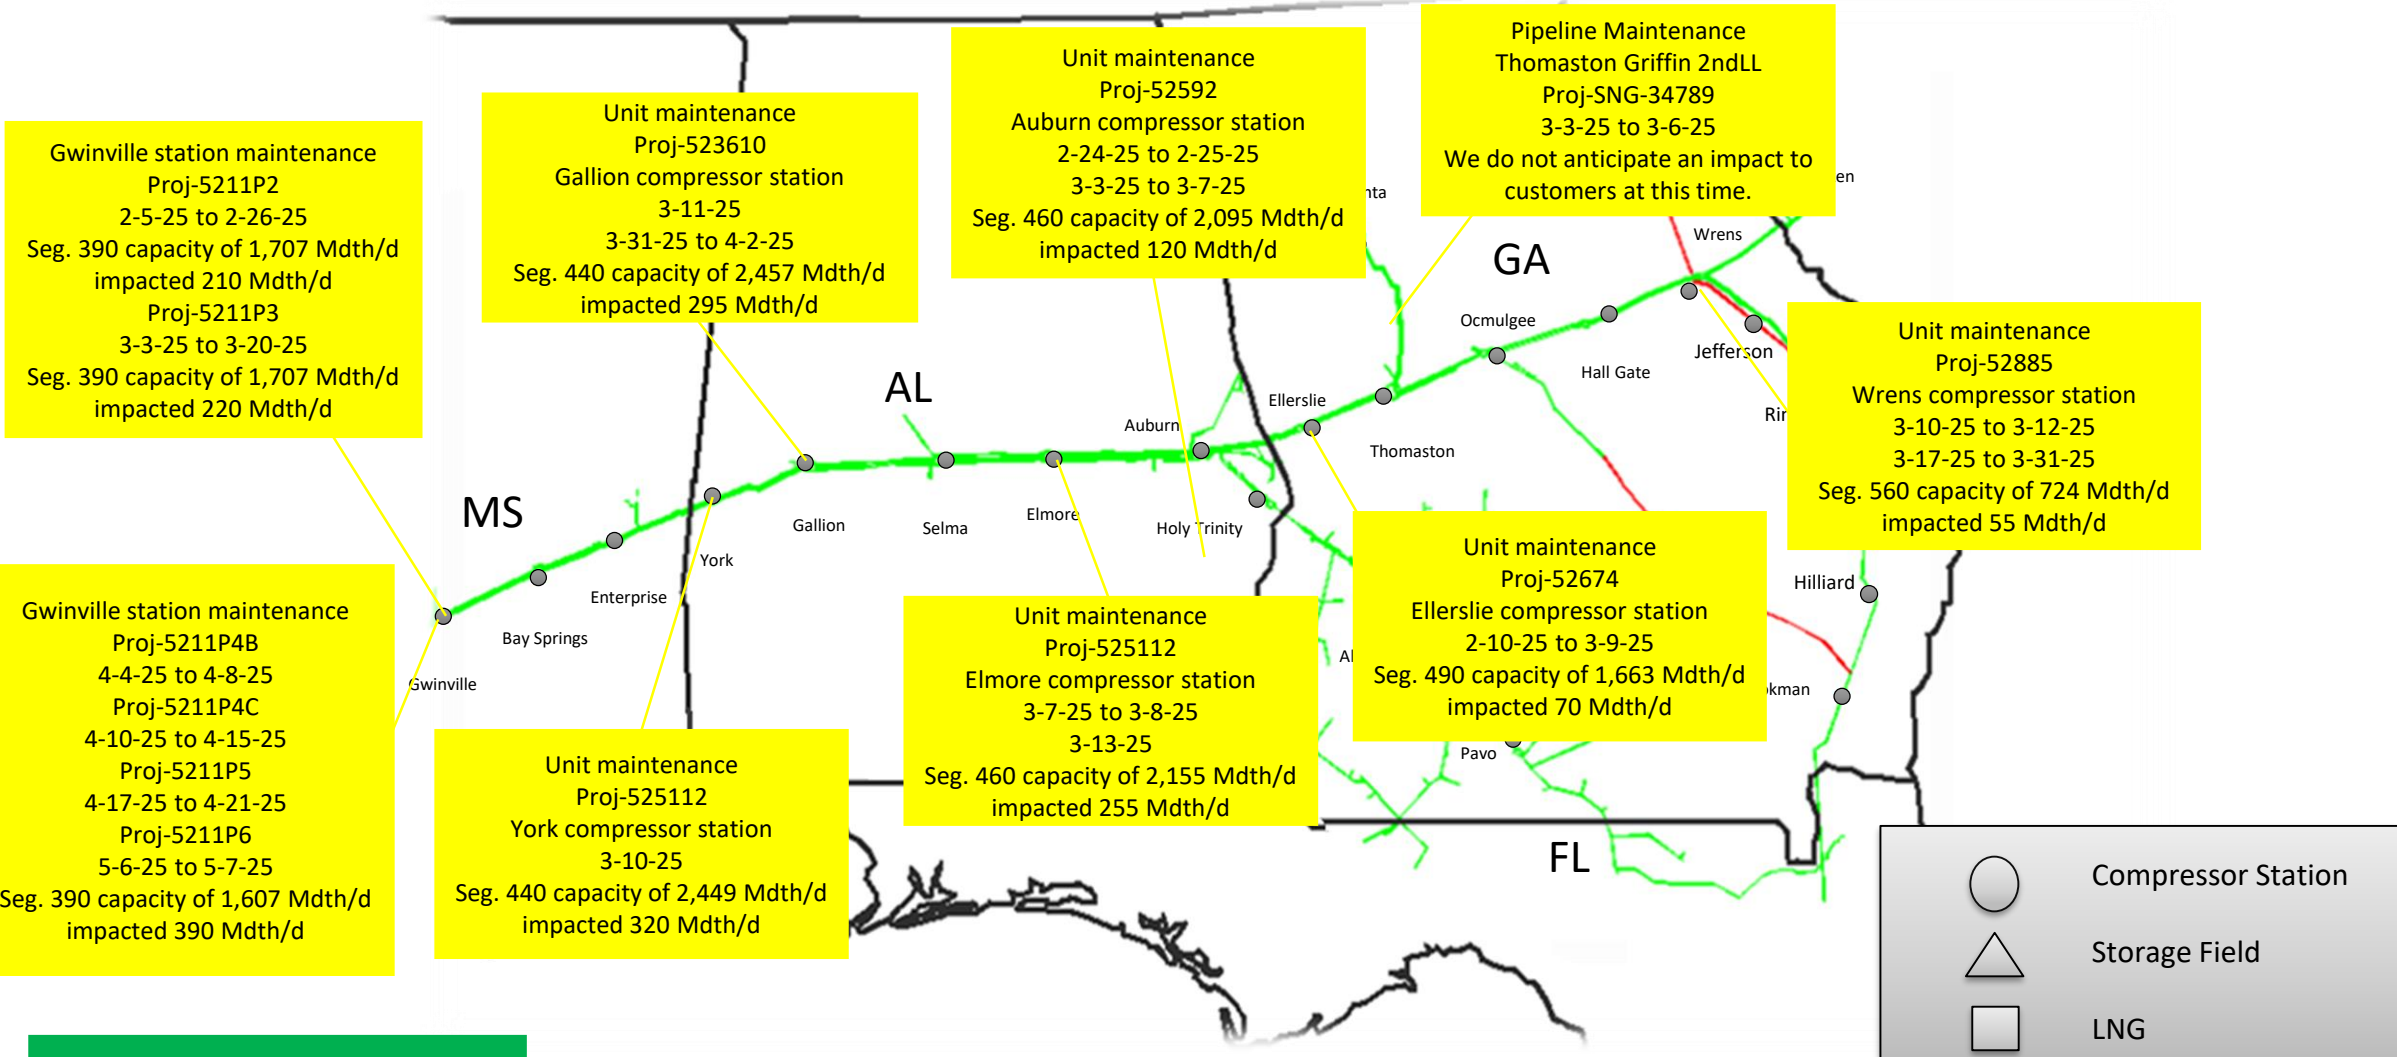 Gwinville station maintenance
Proj-5211P2
2-5-25 to 2-26-25
Seg. 390 capacity of 1,707 Mdth/d
impacted 210 Mdth/d
Proj-5211P3
3-3-25 to 3-20-25
Seg. 390 capacity of 1,707 Mdth/d
impacted 220 Mdth/d
Unit maintenance
Proj-523610
Gallion compressor station
3-11-25
3-31-25 to 4-2-25
Seg. 440 capacity of 2,457 Mdth/d
impacted 295 Mdth/d
Unit maintenance
Proj-52592
Auburn compressor station
2-24-25 to 2-25-25
3-3-25 to 3-7-25
Seg. 460 capacity of 2,095 Mdth/d
impacted 120 Mdth/d
Pipeline Maintenance
Thomaston Griffin 2ndLL
Proj-SNG-34789
3-3-25 to 3-6-25
We do not anticipate an impact to
customers at this time.
nta
en
Wrens
GA
Ocmulgee
Jefferson
Hall Gate
AL
Ellerslie
Auburn
Thomaston
Rin
Unit maintenance
Proj-52885
Wrens compressor station
3-10-25 to 3-12-25
3-17-25 to 3-31-25
Seg. 560 capacity of 724 Mdth/d
impacted 55 Mdth/d
MS
Gallion
Selma
Elmore
Holy Trinity
York
Enterprise
Bay Springs
Gwinville
Hilliard
Al
kman
Pavo
FL
Gwinville station maintenance
Proj-5211P4B
4-4-25 to 4-8-25
Proj-5211P4C
4-10-25 to 4-15-25
Proj-5211P5
4-17-25 to 4-21-25
Proj-5211P6
5-6-25 to 5-7-25
Seg. 390 capacity of 1,607 Mdth/d
impacted 390 Mdth/d
Unit maintenance
Proj-525112
York compressor station
3-10-25
Seg. 440 capacity of 2,449 Mdth/d
impacted 320 Mdth/d
Unit maintenance
Proj-525112
Elmore compressor station
3-7-25 to 3-8-25
3-13-25
Seg. 460 capacity of 2,155 Mdth/d
impacted 255 Mdth/d
Unit maintenance
Proj-52674
Ellerslie compressor station
2-10-25 to 3-9-25
Seg. 490 capacity of 1,663 Mdth/d
impacted 70 Mdth/d
Compressor Station
Storage Field
LNG